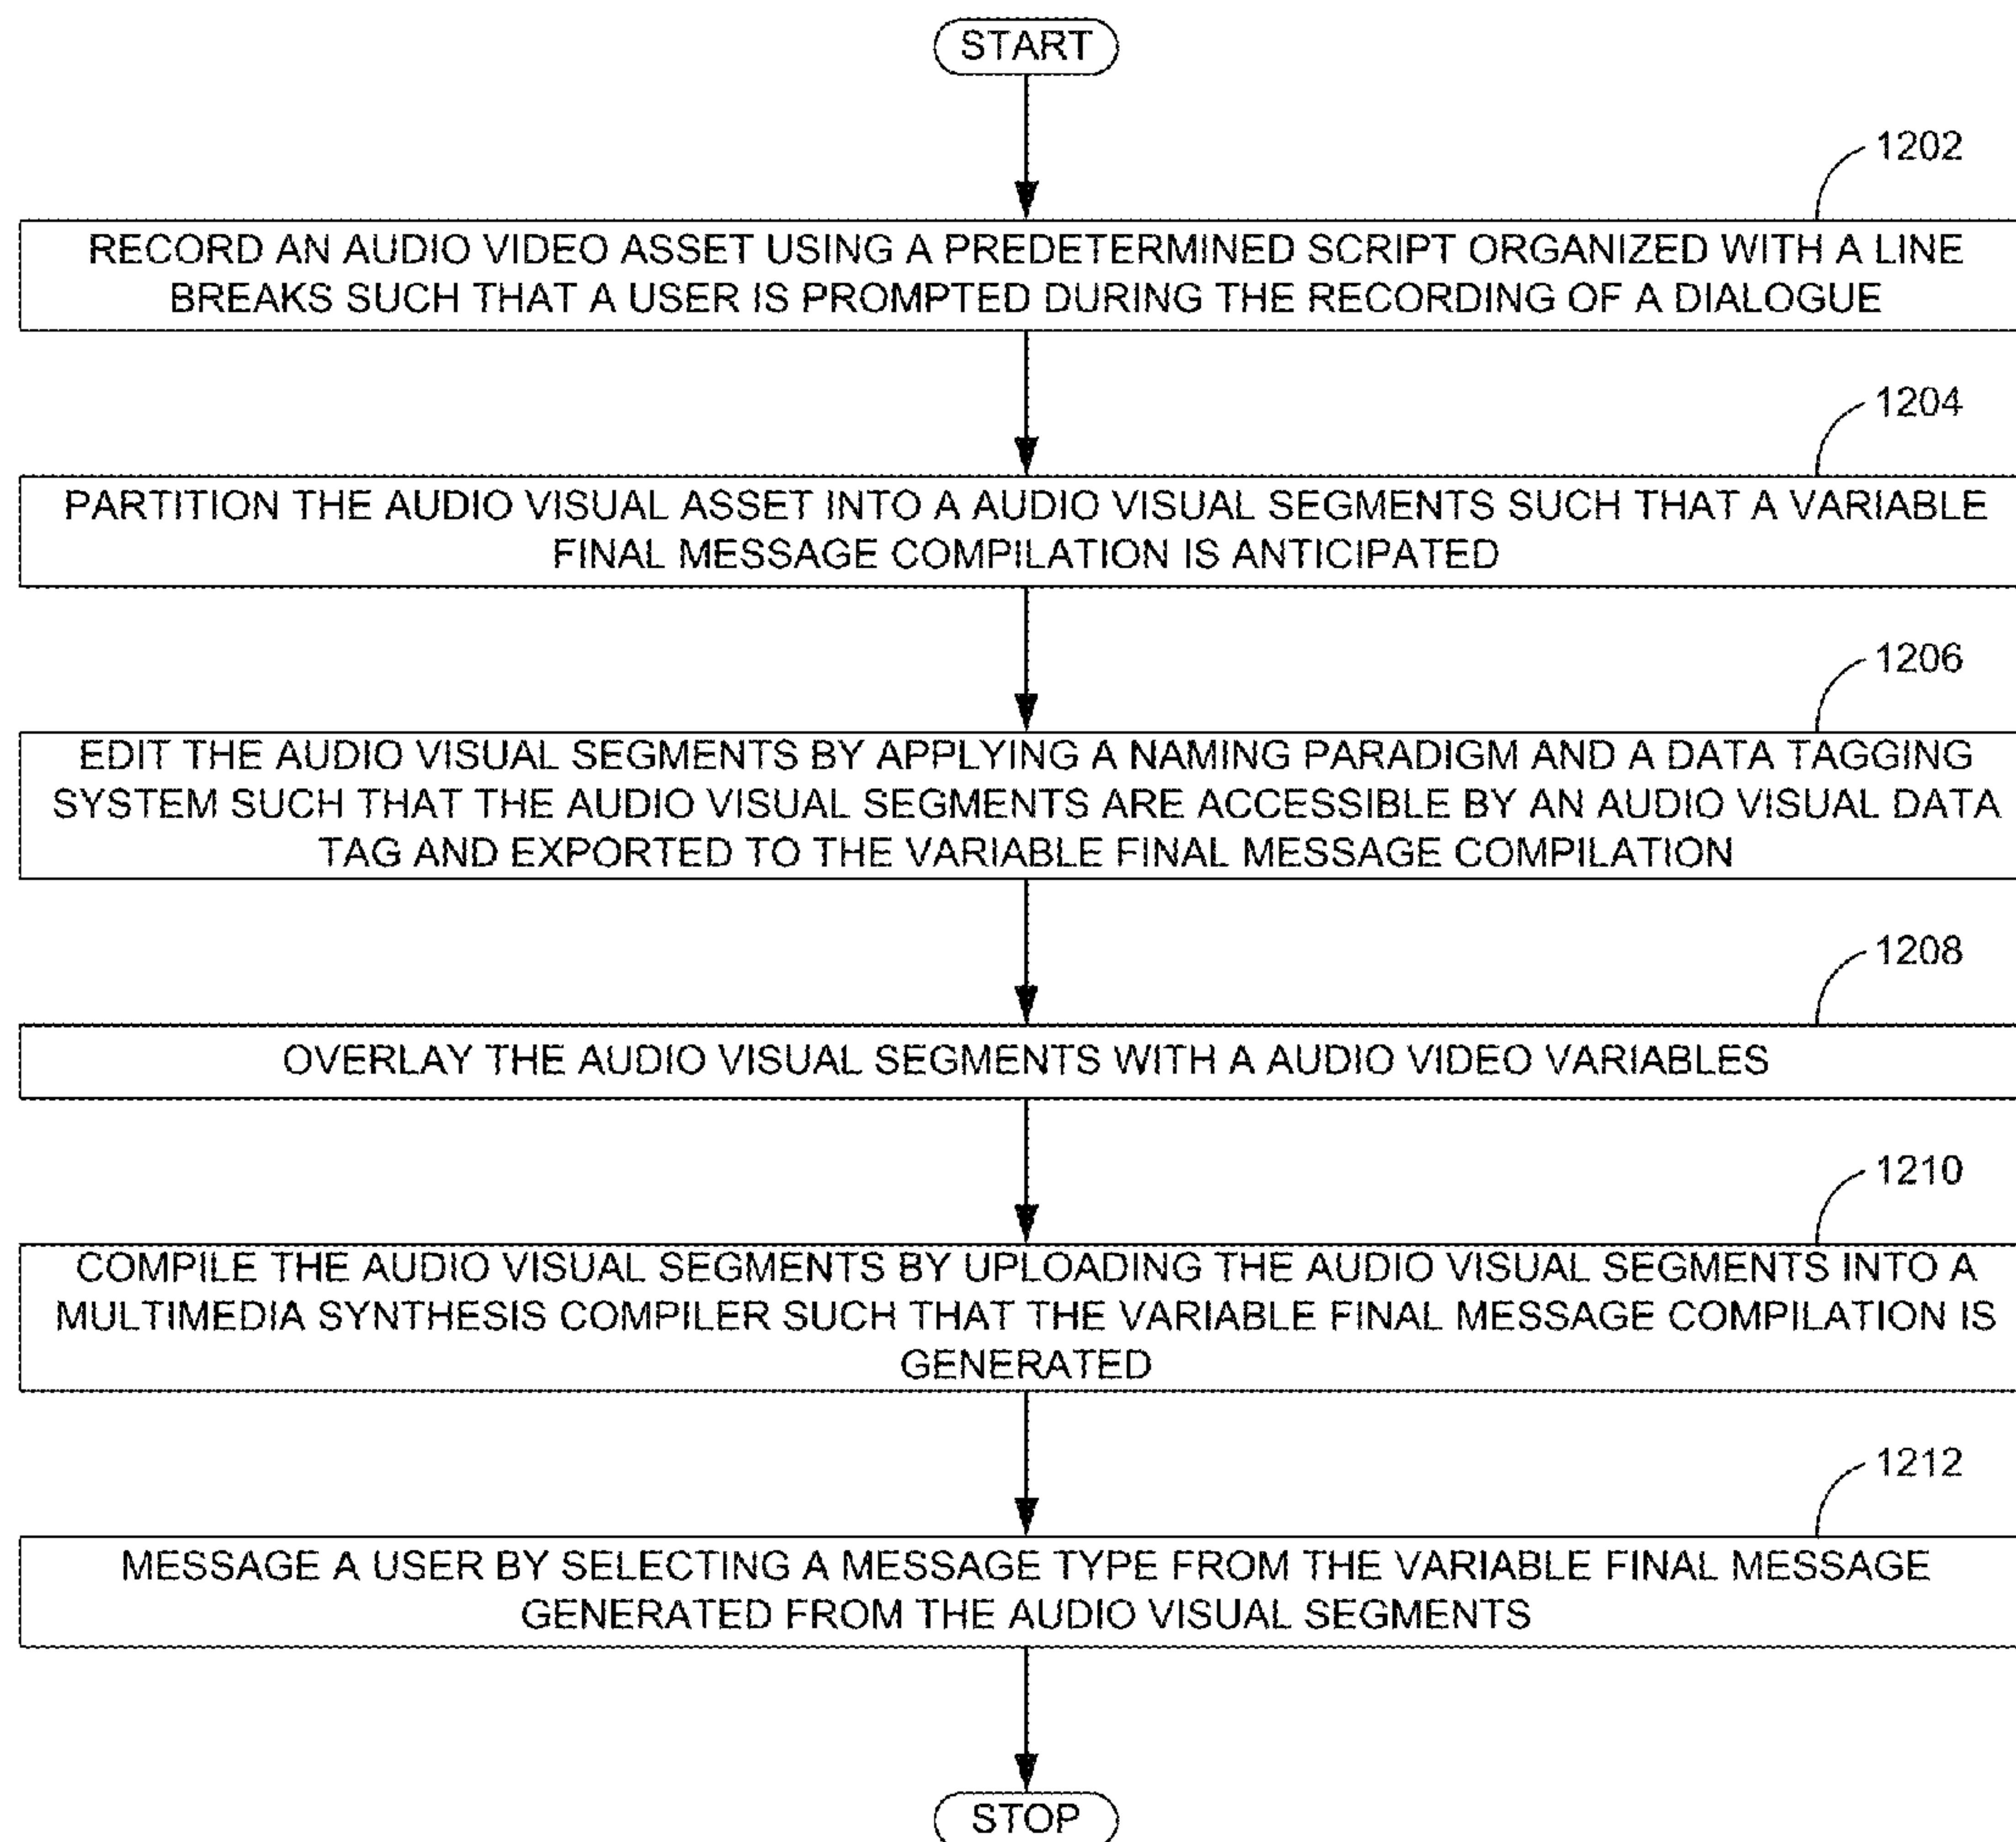 START
1202
RECORD AN AUDIO VIDEO ASSET USING A PREDETERMINED SCRIPT ORGANIZED WITH A LINE
BREAKS SUCH THAT A USER IS PROMPTED DURING THE RECORDING OF A DIALOGUE
1204
PARTITION THE AUDIO VISUAL ASSET INTO A AUDIO VISUAL SEGMENTS SUCH THAT A VARIABLE
FINAL MESSAGE COMPILATION IS ANTICIPATED
1206
EDIT THE AUDIO VISUAL SEGMENTS BY APPLYING A NAMING PARADIGM AND A DATA TAGGING
SYSTEM SUCH THAT THE AUDIO VISUAL SEGMENTS ARE ACCESSIBLE BY AN AUDIO VISUAL DATA
TAG AND EXPORTED TO THE VARIABLE FINAL MESSAGE COMPILATION
1208
OVERLAY THE AUDIO VISUAL SEGMENTS WITH A AUDIO VIDEO VARIABLES
1210
COMPILE THE AUDIO VISUAL SEGMENTS BY UPLOADING THE AUDIO VISUAL SEGMENTS INTO A
MULTIMEDIA SYNTHESIS COMPILER SUCH THAT THE VARIABLE FINAL MESSAGE COMPILATION IS
GENERATED
1212
MESSAGE A USER BY SELECTING A MESSAGE TYPE FROM THE VARIABLE FINAL MESSAGE
GENERATED FROM THE AUDIO VISUAL SEGMENTS
STOP